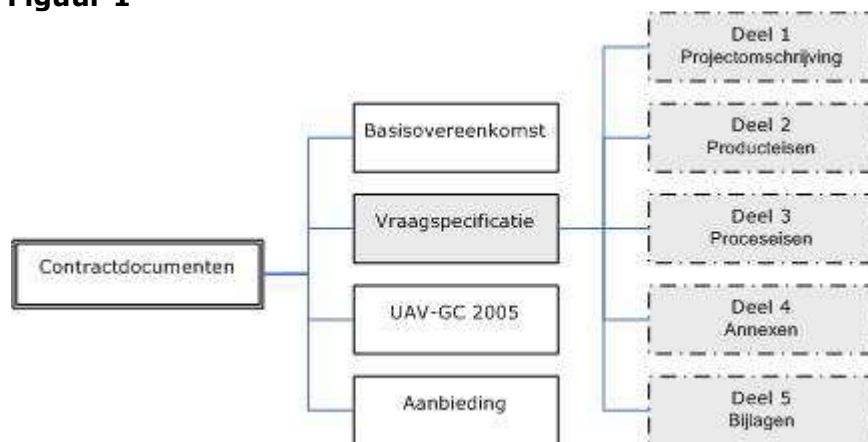 Figuur 1
Deel 1
Projectomschrijving
Basisovereenkomst
Deel 2
Producteisen
Vraagspecificatie
Deel 3
Proceseisen
Contractdocumenten
UAV-GC 2005
Deel 4
Annexen
Aanbieding
Deel 5
Bijlagen